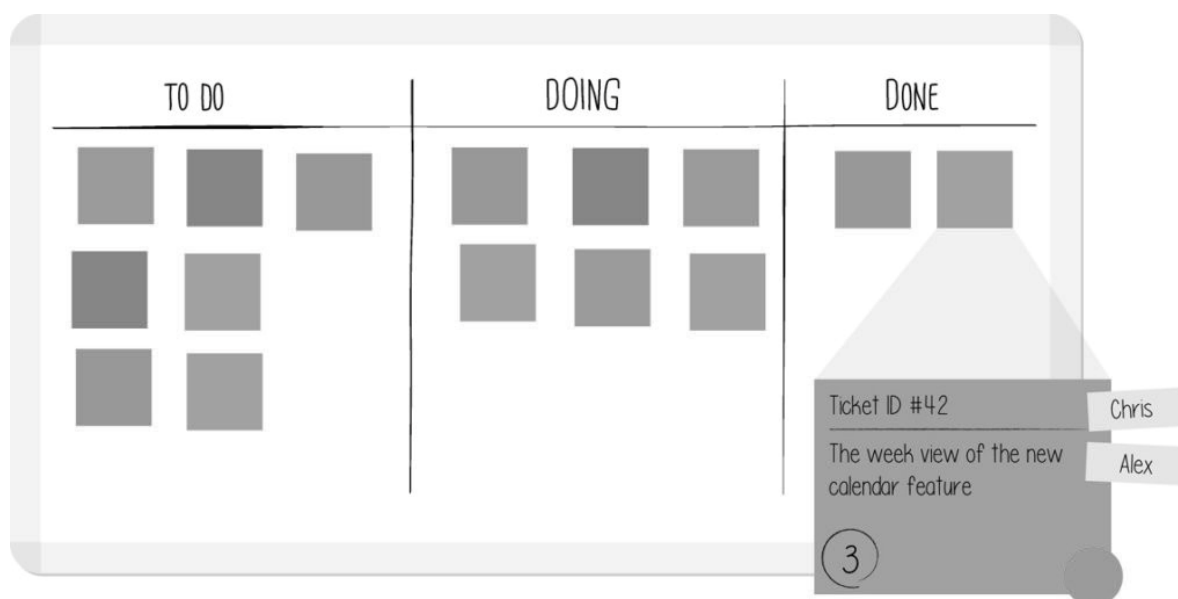 TO DO
DOING
DONE
Ticket ID #42
Chris
The week view of the new
calendar feature
Alex
3